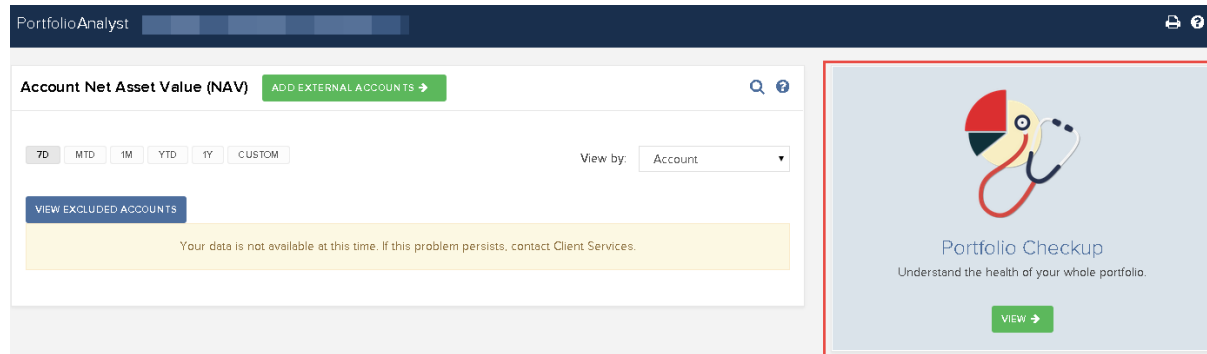 PortfolioAnalyst
Account Net Asset Value (NAV) ADD EXTERNAL ACCOUNTS
7D MTD 1M YTD 1Y CUSTOM View by: Account
VIEW EXCLUDED ACCOUNTS
Your data is not available at this time. If this problem persists, contact Client Services.
Portfolio Checkup
Understand the health of your whole portfolio.
VIEW